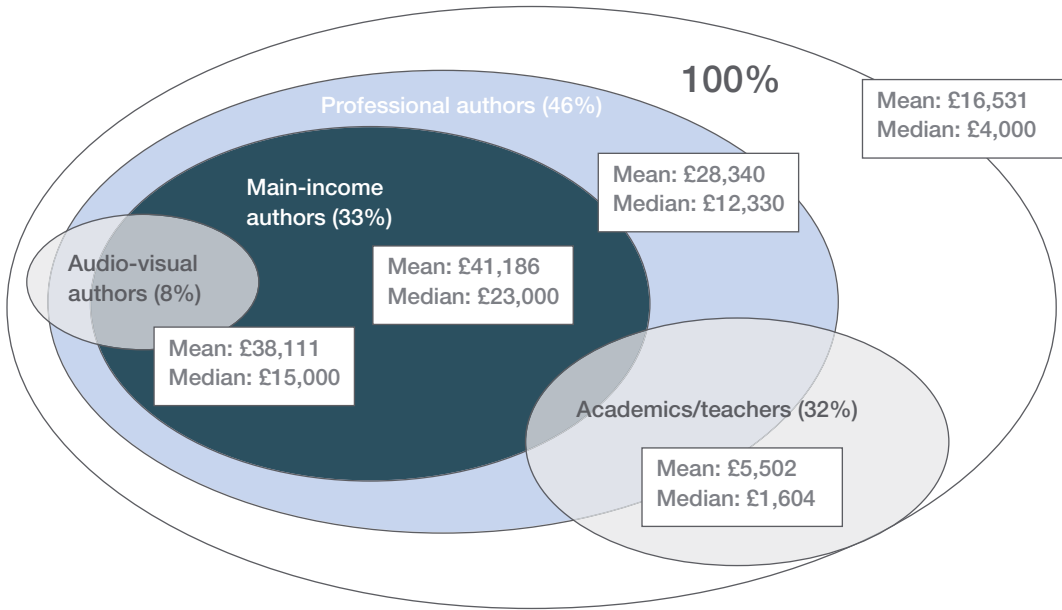 100%
Mean: £16,531
Median: £4,000
Professional authors (46%)
Mean: £28,340
Median: £12,330
Main-income
authors (33%)
Mean: £41,186
Median: £23,000
Audio-visual
authors (8%)
Mean: £38,111
Median: £15,000
Academics/teachers (32%)
Mean: £5,502
Median: £1,604